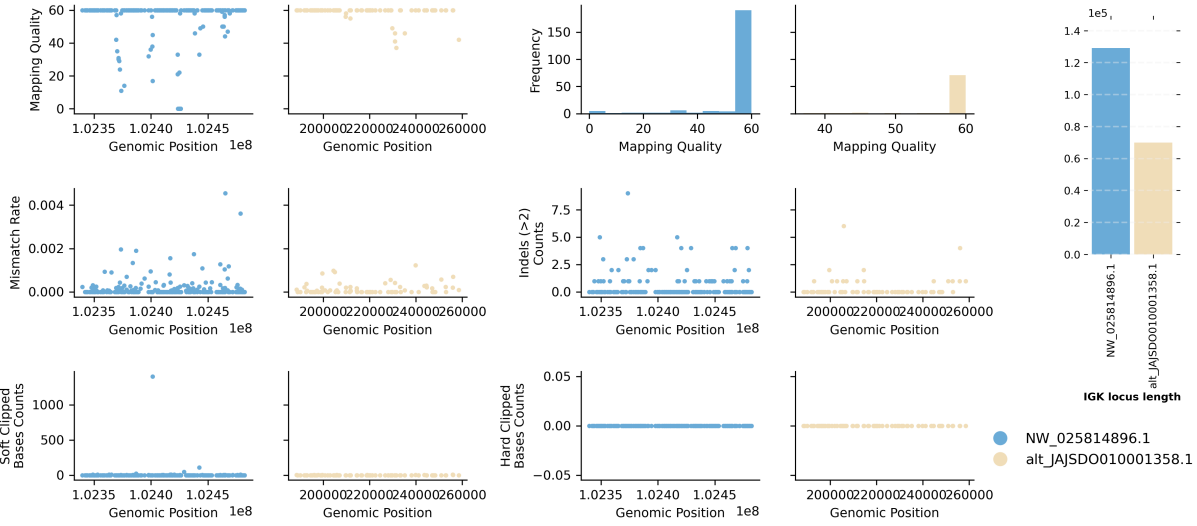 60
40
20
0
Mapping Quality
1.0235
1.0240
1.0245
1e8
Genomic Position
200000
220000
240000
260000
Genomic Position
150
100
50
0
Frequency
0
20
40
60
Mapping Quality
40
50
60
Mapping Quality
1e5
1.4
1.2
1.0
0.8
0.6
0.4
0.2
0.0
NW_025814896.1
alt_JAJSDO010001358.1
IGK locus length
0.004
0.002
0.000
Mismatch Rate
1.0235
1.0240
1.0245
1e8
Genomic Position
200000
220000
240000
260000
Genomic Position
7.5
5.0
2.5
0.0
Indels (>2)
Counts
1.0235
1.0240
1.0245
1e8
Genomic Position
200000
220000
240000
260000
Genomic Position
1000
500
0
Soft Clipped
Bases Counts
1.0235
1.0240
1.0245
1e8
Genomic Position
200000
220000
240000
260000
Genomic Position
0.05
0.00
−0.05
Hard Clipped
Bases Counts
1.0235
1.0240
1.0245
1e8
Genomic Position
200000
220000
240000
260000
Genomic Position
NW_025814896.1
alt_JAJSDO010001358.1